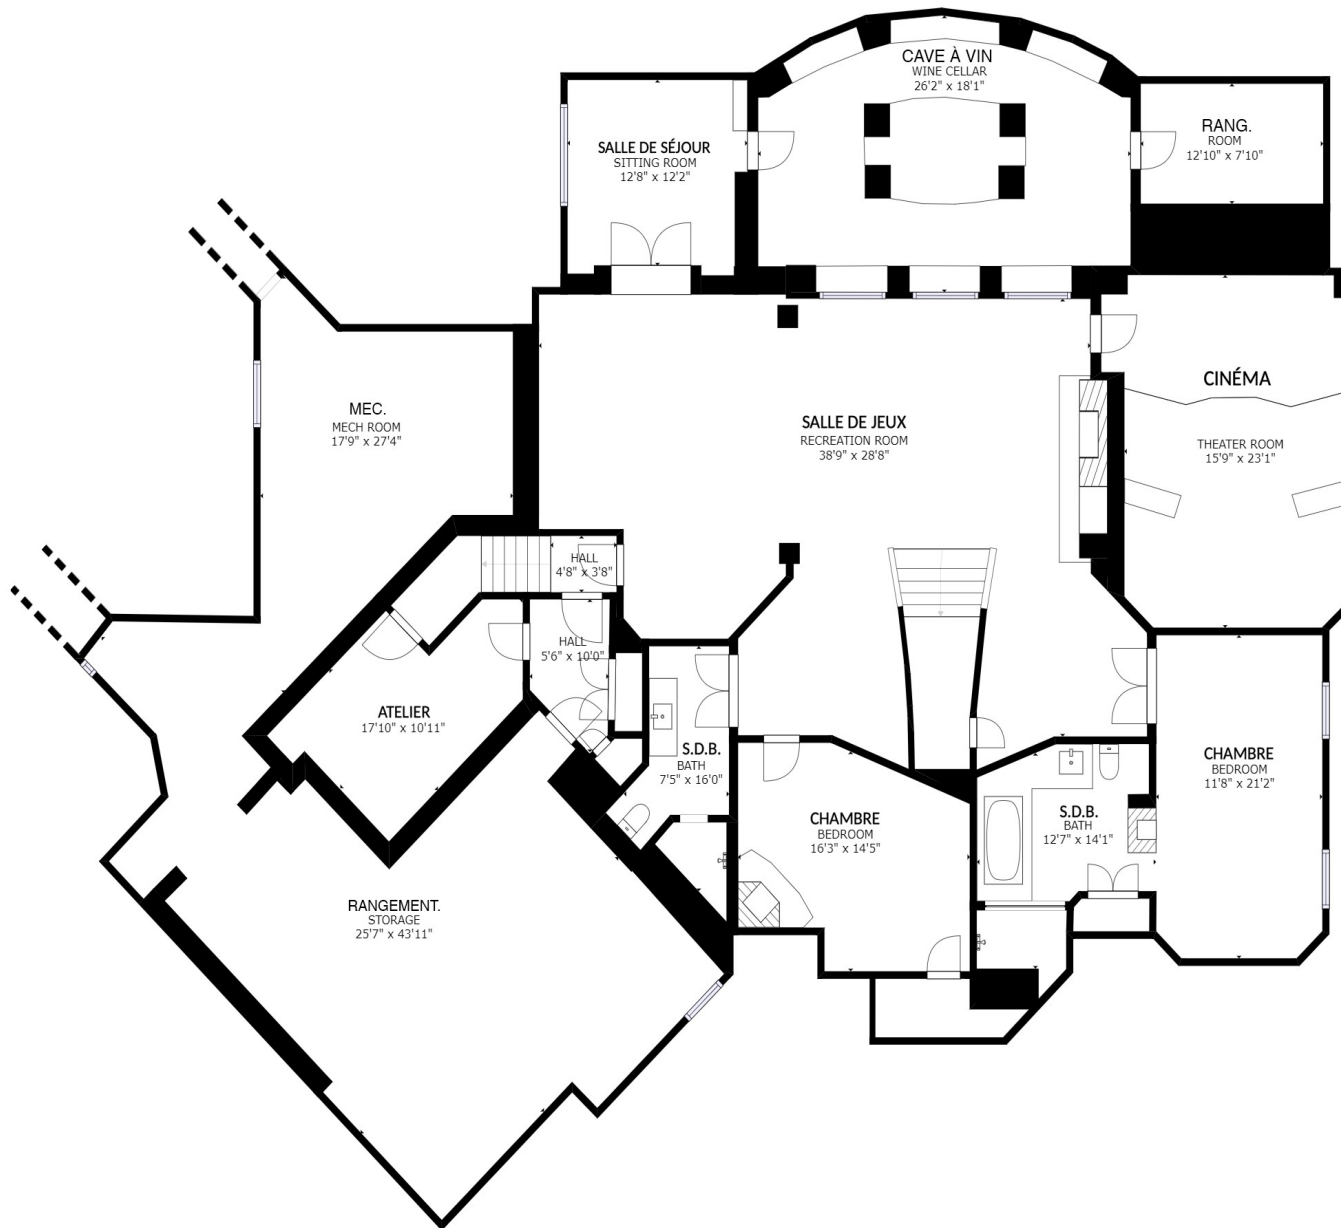 CAVE À VIN
WINE CELLAR
26'2" x 18'1"
RANG.
ROOM
12'10" x 7'10"
SALLE DE SÉJOUR
SITTING ROOM
12'8" x 12'2"
CINÉMA
THEATER ROOM
15'9" x 23'1"
MEC.
MECH ROOM
17'9" x 27'4"
SALLE DE JEUX
RECREATION ROOM
38'9" x 28'8"
HALL
4'8" x 3'8"
HALL
5'6" x 10'0"
ATELIER
17'10" x 10'11"
S.D.B.
BATH
7'5" x 16'0"
CHAMBRE
BEDROOM
11'8" x 21'2"
CHAMBRE
BEDROOM
16'3" x 14'5"
S.D.B.
BATH
12'7" x 14'1"
RANGEMENT.
STORAGE
25'7" x 43'11"